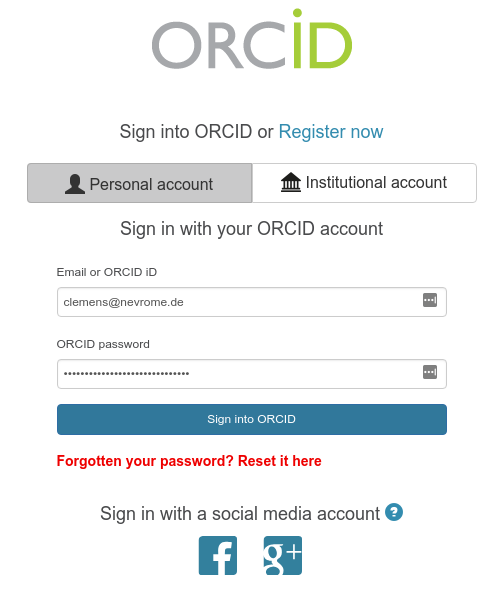 ORCiD
Sign into ORCID or Register now
Personal account
Institutional account
Sign in with your ORCID account
Email or ORCID iD
clemens@nevrome.de
ORCID password
••••••••••••••••••••••••••••••
Sign into ORCID
Forgotten your password? Reset it here
Sign in with a social media account ?
f
g+